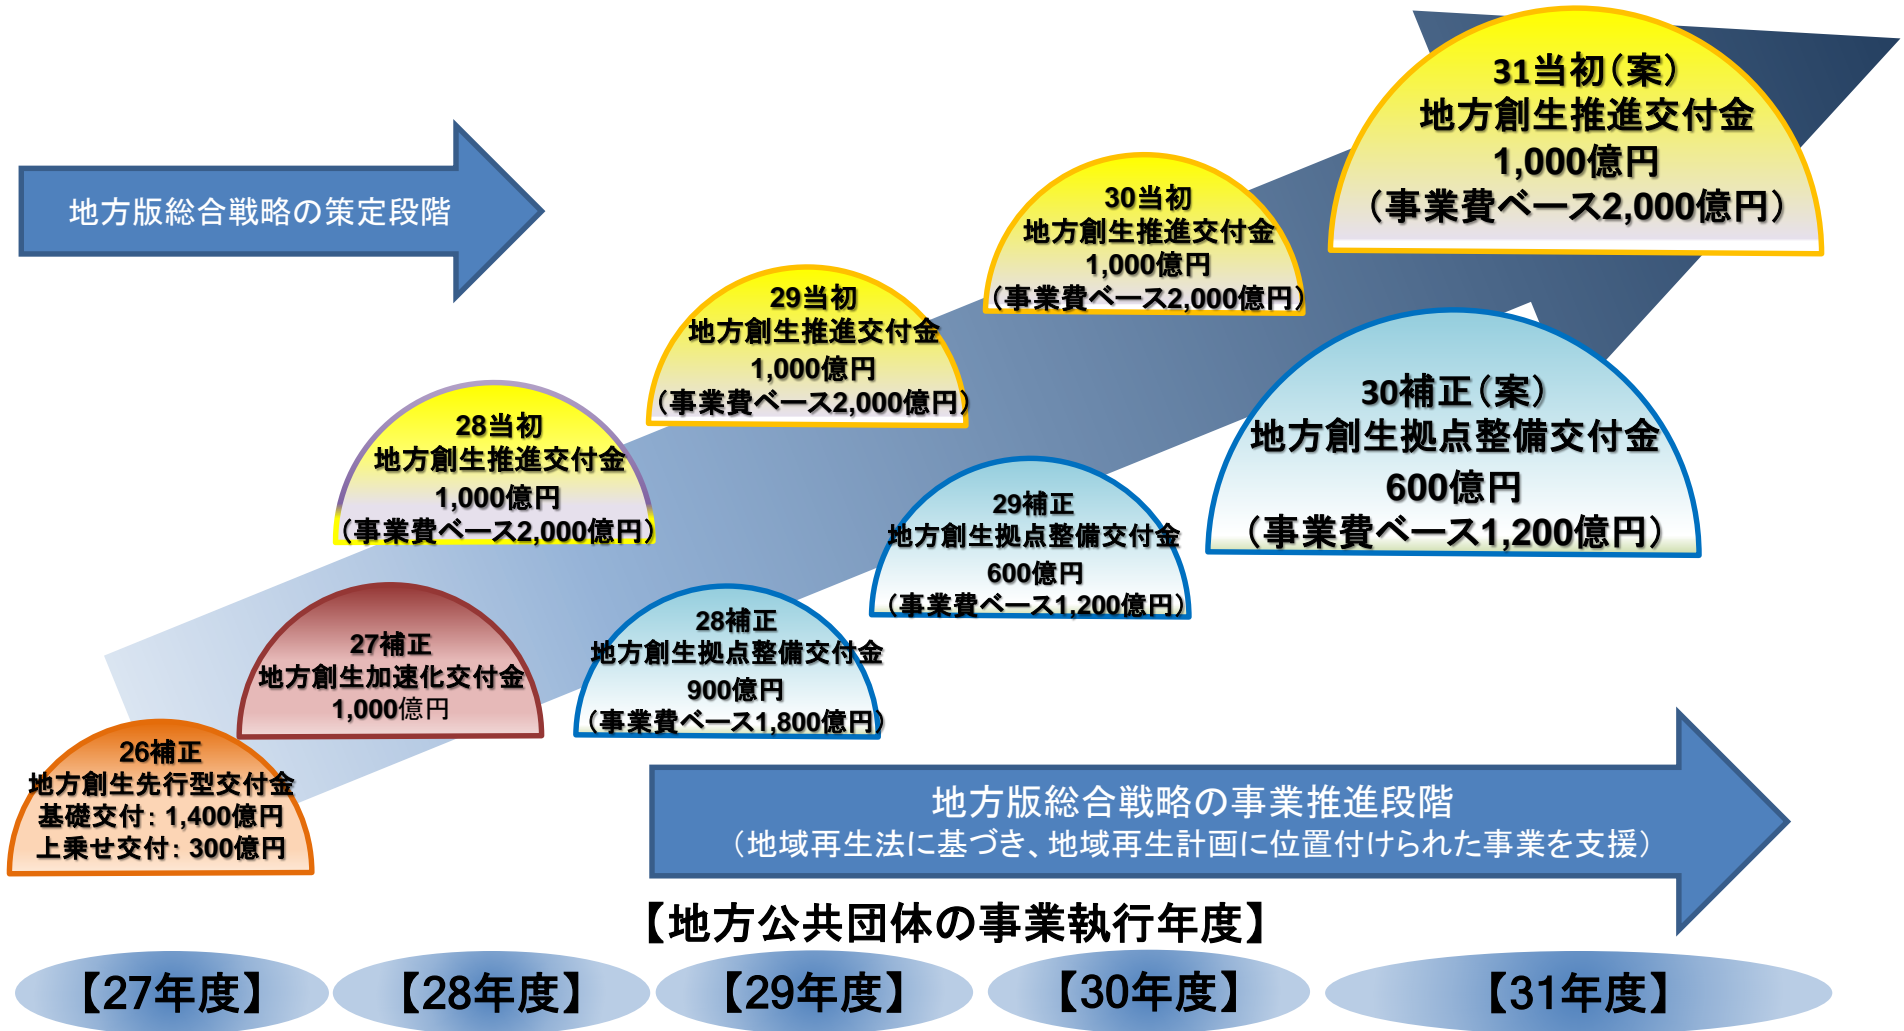 地方版総合戦略の策定段階
31当初（案）
地方創生推進交付金
1,000億円
（事業費ベース2,000億円）
30当初
地方創生推進交付金
1,000億円
（事業費ベース2,000億円）
29当初
地方創生推進交付金
1,000億円
（事業費ベース2,000億円）
28当初
地方創生推進交付金
1,000億円
（事業費ベース2,000億円）
30補正（案）
地方創生拠点整備交付金
600億円
（事業費ベース1,200億円）
29補正
地方創生拠点整備交付金
600億円
（事業費ベース1,200億円）
28補正
地方創生拠点整備交付金
900億円
（事業費ベース1,800億円）
27補正
地方創生加速化交付金
1,000億円
26補正
地方創生先行型交付金
基礎交付：1,400億円
上乗せ交付：300億円
地方版総合戦略の事業推進段階
（地域再生法に基づき、地域再生計画に位置付けられた事業を支援）
【地方公共団体の事業執行年度】
【27年度】
【28年度】
【29年度】
【30年度】
【31年度】